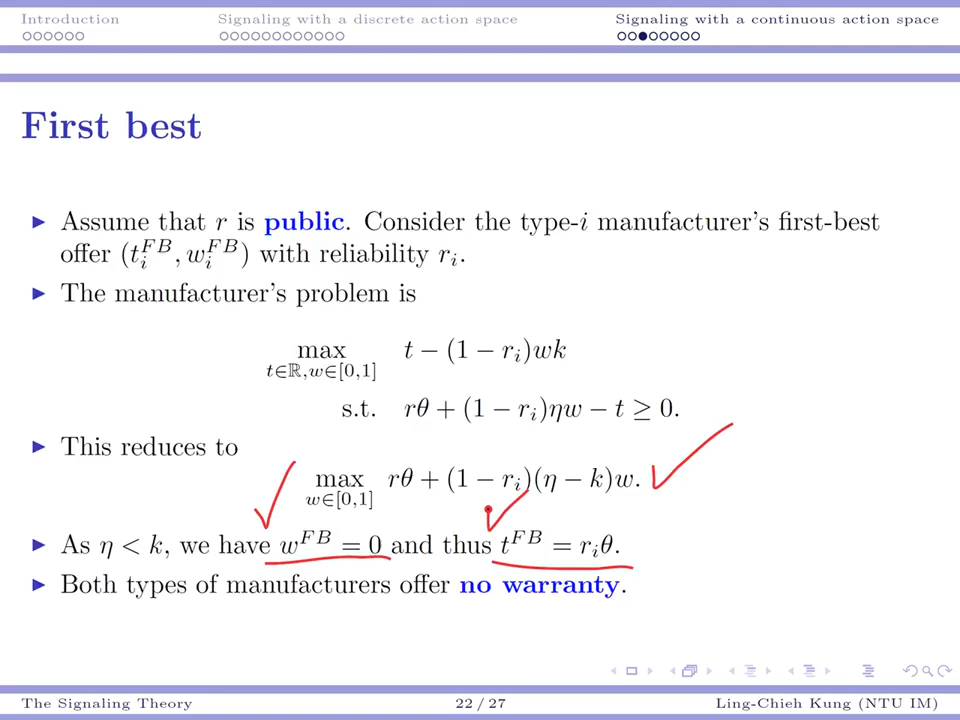 Introduction Signaling with a discrete action space Signaling with a continuous action space
First best
Assume that r is public. Consider the type-i manufacturer's first-best
offer (t_i^{FB}, w_i^{FB}) with reliability r_i.
The manufacturer's problem is
max t − (1 − r_i)wk
t∈ℝ,w∈[0,1]
s.t. rθ + (1 − r_i)ηw − t ≥ 0.
This reduces to
max rθ + (1 − r_i)(η − k)w.
w∈[0,1]
As η < k, we have w^{FB} = 0 and thus t^{FB} = r_iθ.
Both types of manufacturers offer no warranty.
The Signaling Theory 22 / 27 Ling-Chieh Kung (NTU IM)